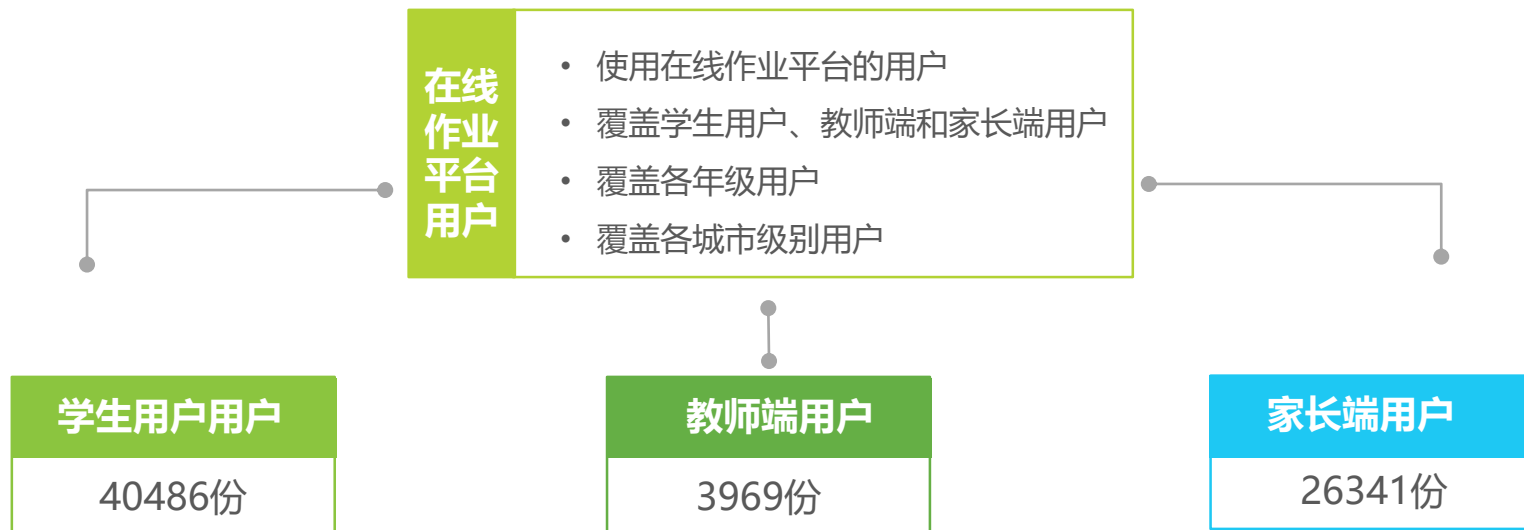 在线
作业
平台
用户
• 使用在线作业平台的用户
• 覆盖学生用户、教师端和家长端用户
• 覆盖各年级用户
• 覆盖各城市级别用户
学生用户用户
教师端用户
家长端用户
40486份
3969份
26341份